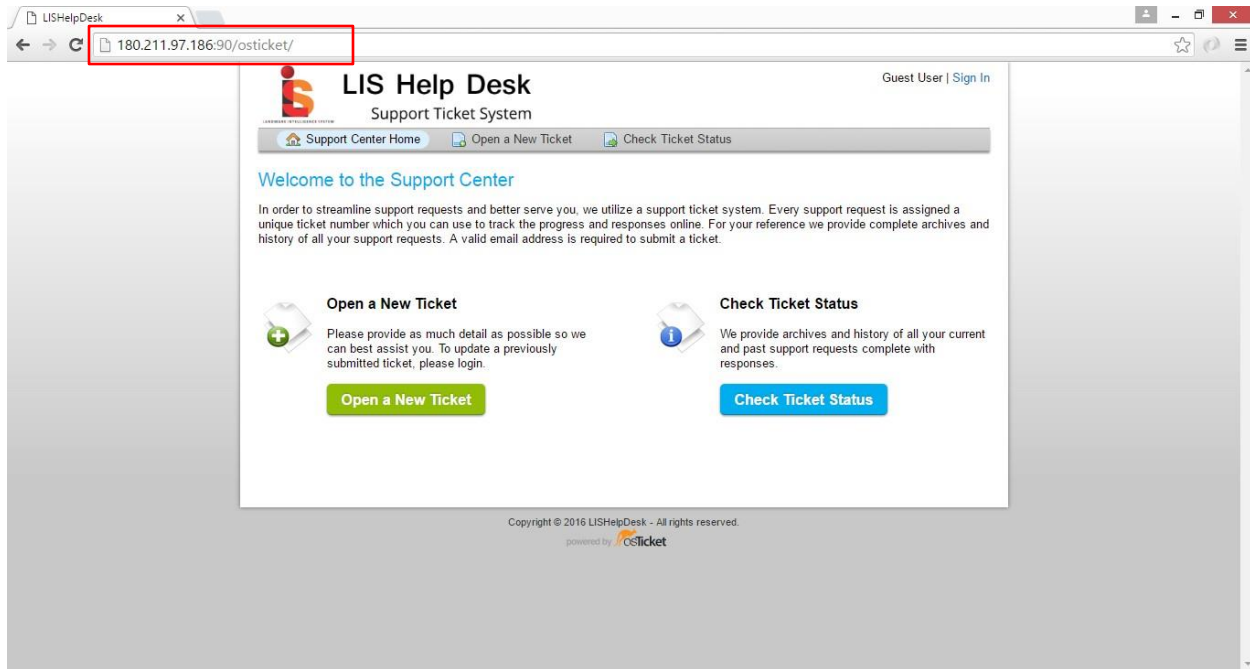 LISHelpDesk
180.211.97.186:90/osticket/
LIS Help Desk
Support Ticket System
Guest User | Sign In
Support Center Home
Open a New Ticket
Check Ticket Status
Welcome to the Support Center
In order to streamline support requests and better serve you, we utilize a support ticket system. Every support request is assigned a
unique ticket number which you can use to track the progress and responses online. For your reference we provide complete archives and
history of all your support requests. A valid email address is required to submit a ticket.
Open a New Ticket
Please provide as much detail as possible so we
can best assist you. To update a previously
submitted ticket, please login.
Open a New Ticket
Check Ticket Status
We provide archives and history of all your current
and past support requests complete with
responses.
Check Ticket Status
Copyright © 2016 LISHelpDesk - All rights reserved.
powered by osTicket